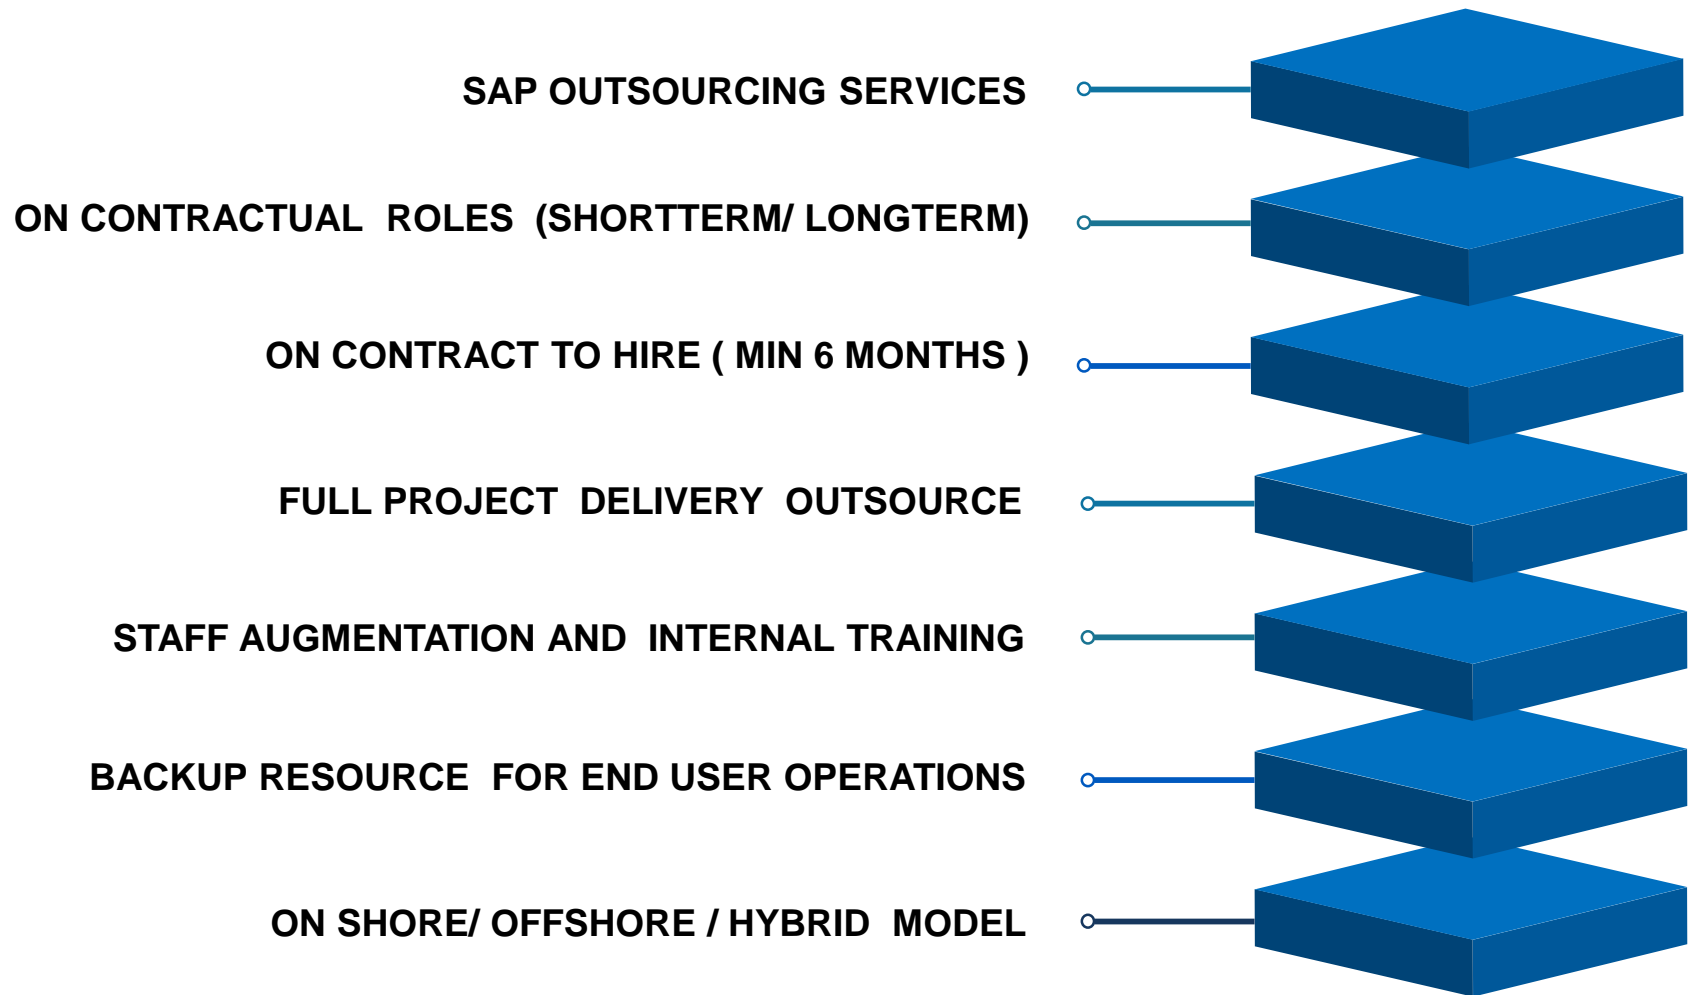 SAP OUTSOURCING SERVICES
ON CONTRACTUAL ROLES (SHORTTERM/ LONGTERM)
ON CONTRACT TO HIRE ( MIN 6 MONTHS )
FULL PROJECT DELIVERY OUTSOURCE
STAFF AUGMENTATION AND INTERNAL TRAINING
BACKUP RESOURCE FOR END USER OPERATIONS
ON SHORE/ OFFSHORE / HYBRID MODEL